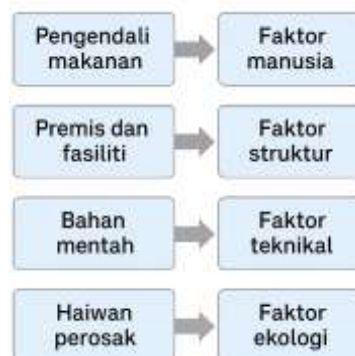 Pengendali
makanan
Faktor
manusia
Premis dan
fasiliti
Faktor
struktur
Bahan
mentah
Faktor
teknikal
Haiwan
perosak
Faktor
ekologi